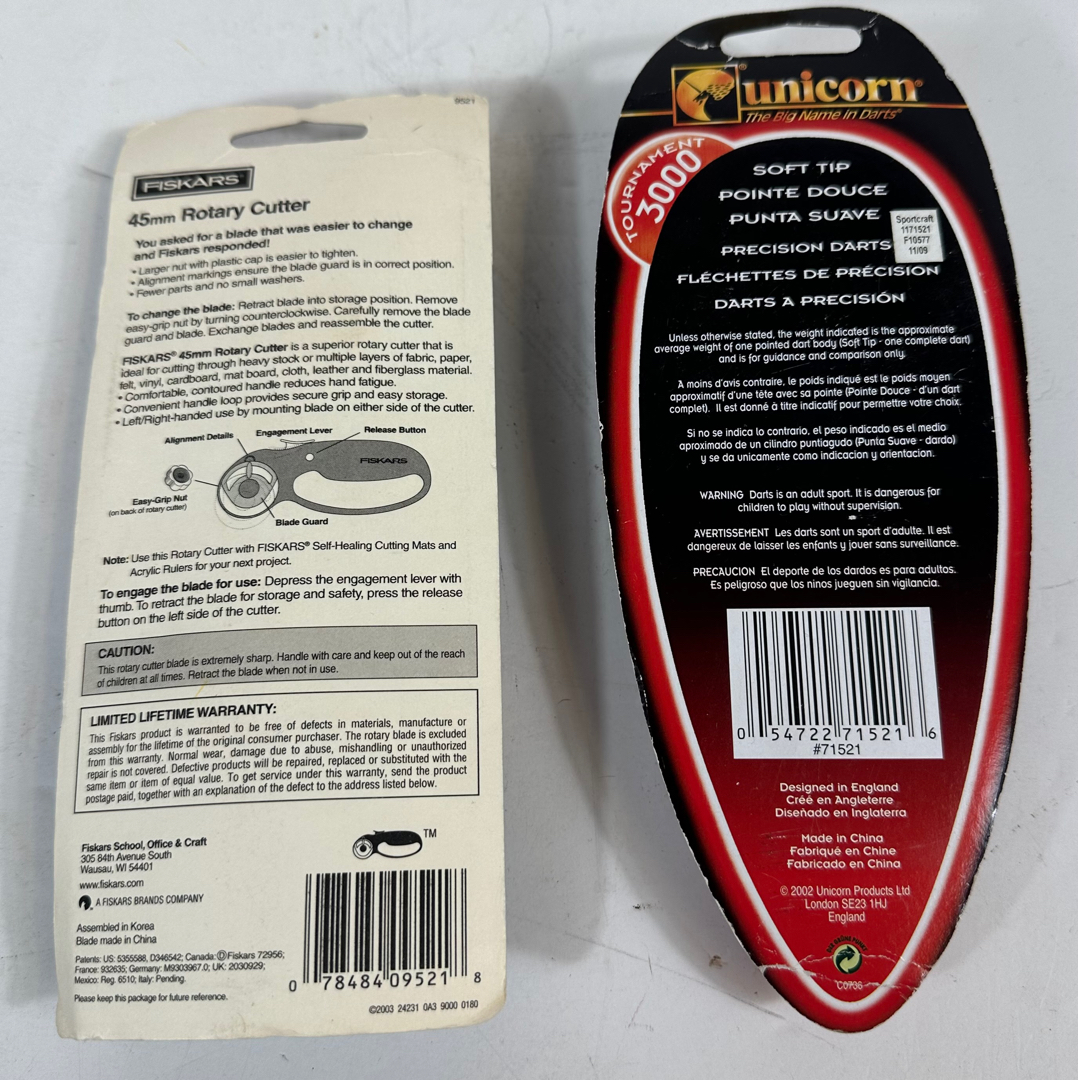 9521
FISKARS®
45mm Rotary Cutter
You asked for a blade that was easier to change
and Fiskars responded!
• Larger nut with plastic cap is easier to tighten.
• Alignment markings ensure the blade guard is in correct position.
• Fewer parts and no small washers.
To change the blade: Retract blade into storage position. Remove
easy-grip nut by turning counterclockwise. Carefully remove the blade
guard and blade. Exchange blades and reassemble the cutter.
FISKARS® 45mm Rotary Cutter is a superior rotary cutter that is
ideal for cutting through heavy stock or multiple layers of fabric, paper,
felt, vinyl, cardboard, mat board, cloth, leather and fiberglass material.
• Comfortable, contoured handle reduces hand fatigue.
• Convenient handle loop provides secure grip and easy storage.
• Left/Right-handed use by mounting blade on either side of the cutter.
Alignment Details
Engagement Lever
Release Button
FISKARS
Easy-Grip Nut
(on back of rotary cutter)
Blade Guard
Note: Use this Rotary Cutter with FISKARS® Self-Healing Cutting Mats and
Acrylic Rulers for your next project.
To engage the blade for use: Depress the engagement lever with
thumb. To retract the blade for storage and safety, press the release
button on the left side of the cutter.
CAUTION:
This rotary cutter blade is extremely sharp. Handle with care and keep out of the reach
of children at all times. Retract the blade when not in use.
LIMITED LIFETIME WARRANTY:
This Fiskars product is warranted to be free of defects in materials, manufacture or
assembly for the lifetime of the original consumer purchaser. The rotary blade is excluded
from this warranty. Normal wear, damage due to abuse, mishandling or unauthorized
repair is not covered. Defective products will be repaired, replaced or substituted with the
same item or item of equal value. To get service under this warranty, send the product
postage paid, together with an explanation of the defect to the address listed below.
TM
Fiskars School, Office & Craft
305 84th Avenue South
Wausau, WI 54401
www.fiskars.com
A FISKARS BRANDS COMPANY
Assembled in Korea
Blade made in China
Patents: US: 5355588, D346542; Canada: Ⓓ Fiskars 72956;
France: 932635; Germany: M9303967.0; UK: 2030929;
Mexico: Reg. 6510; Italy: Pending.
Please keep this package for future reference.
0 78484 09521 8
©2003 24231 0A3 9000 0180
unicorn®
The Big Name in Darts®
TOURNAMENT
3000
SOFT TIP
POINTE DOUCE
PUNTA SUAVE
Sportcraft
1171521
F10577
11/09
PRECISION DARTS
FLÉCHETTES DE PRÉCISION
DARTS A PRECISIÓN
Unless otherwise stated, the weight indicated is the approximate
average weight of one pointed dart body (Soft Tip - one complete dart)
and is for guidance and comparison only.
A moins d'avis contraire, le poids indiqué est le poids moyen
approximatif d'une tête avec sa pointe (Pointe Douce - d'un dart
complet). Il est donné à titre indicatif pour permettre votre choix.
Si no se indica lo contrario, el peso indicado es el medio
aproximado de un cilindro puntiagudo (Punta Suave - dardo)
y se da unicamente como indicacion y orientacion.
WARNING Darts is an adult sport. It is dangerous for
children to play without supervision.
AVERTISSEMENT Les darts sont un sport d'adulte. Il est
dangereux de laisser les enfants y jouer sans surveillance.
PRECAUCION El deporte de los dardos es para adultos.
Es peligroso que los ninos jueguen sin vigilancia.
0 54722 71521 6
#71521
Designed in England
Créé en Angleterre
Diseñado en Inglaterra
Made in China
Fabriqué en Chine
Fabricado en China
© 2002 Unicorn Products Ltd
London SE23 1HJ
England
C0736